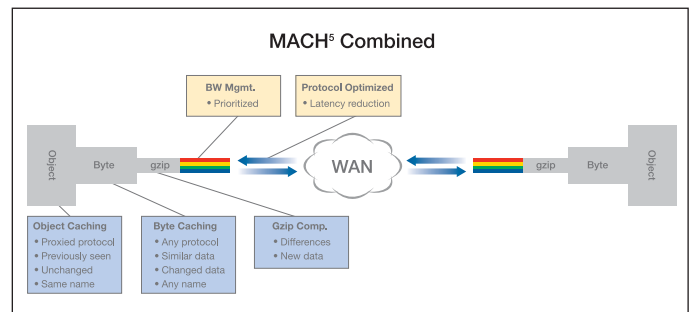 MACH⁵ Combined
BW Mgmt.
• Prioritized
Protocol Optimized
• Latency reduction
Object
Byte
gzip
WAN
gzip
Byte
Object
Object Caching
• Proxied protocol
• Previously seen
• Unchanged
• Same name
Byte Caching
• Any protocol
• Similar data
• Changed data
• Any name
Gzip Comp.
• Differences
• New data